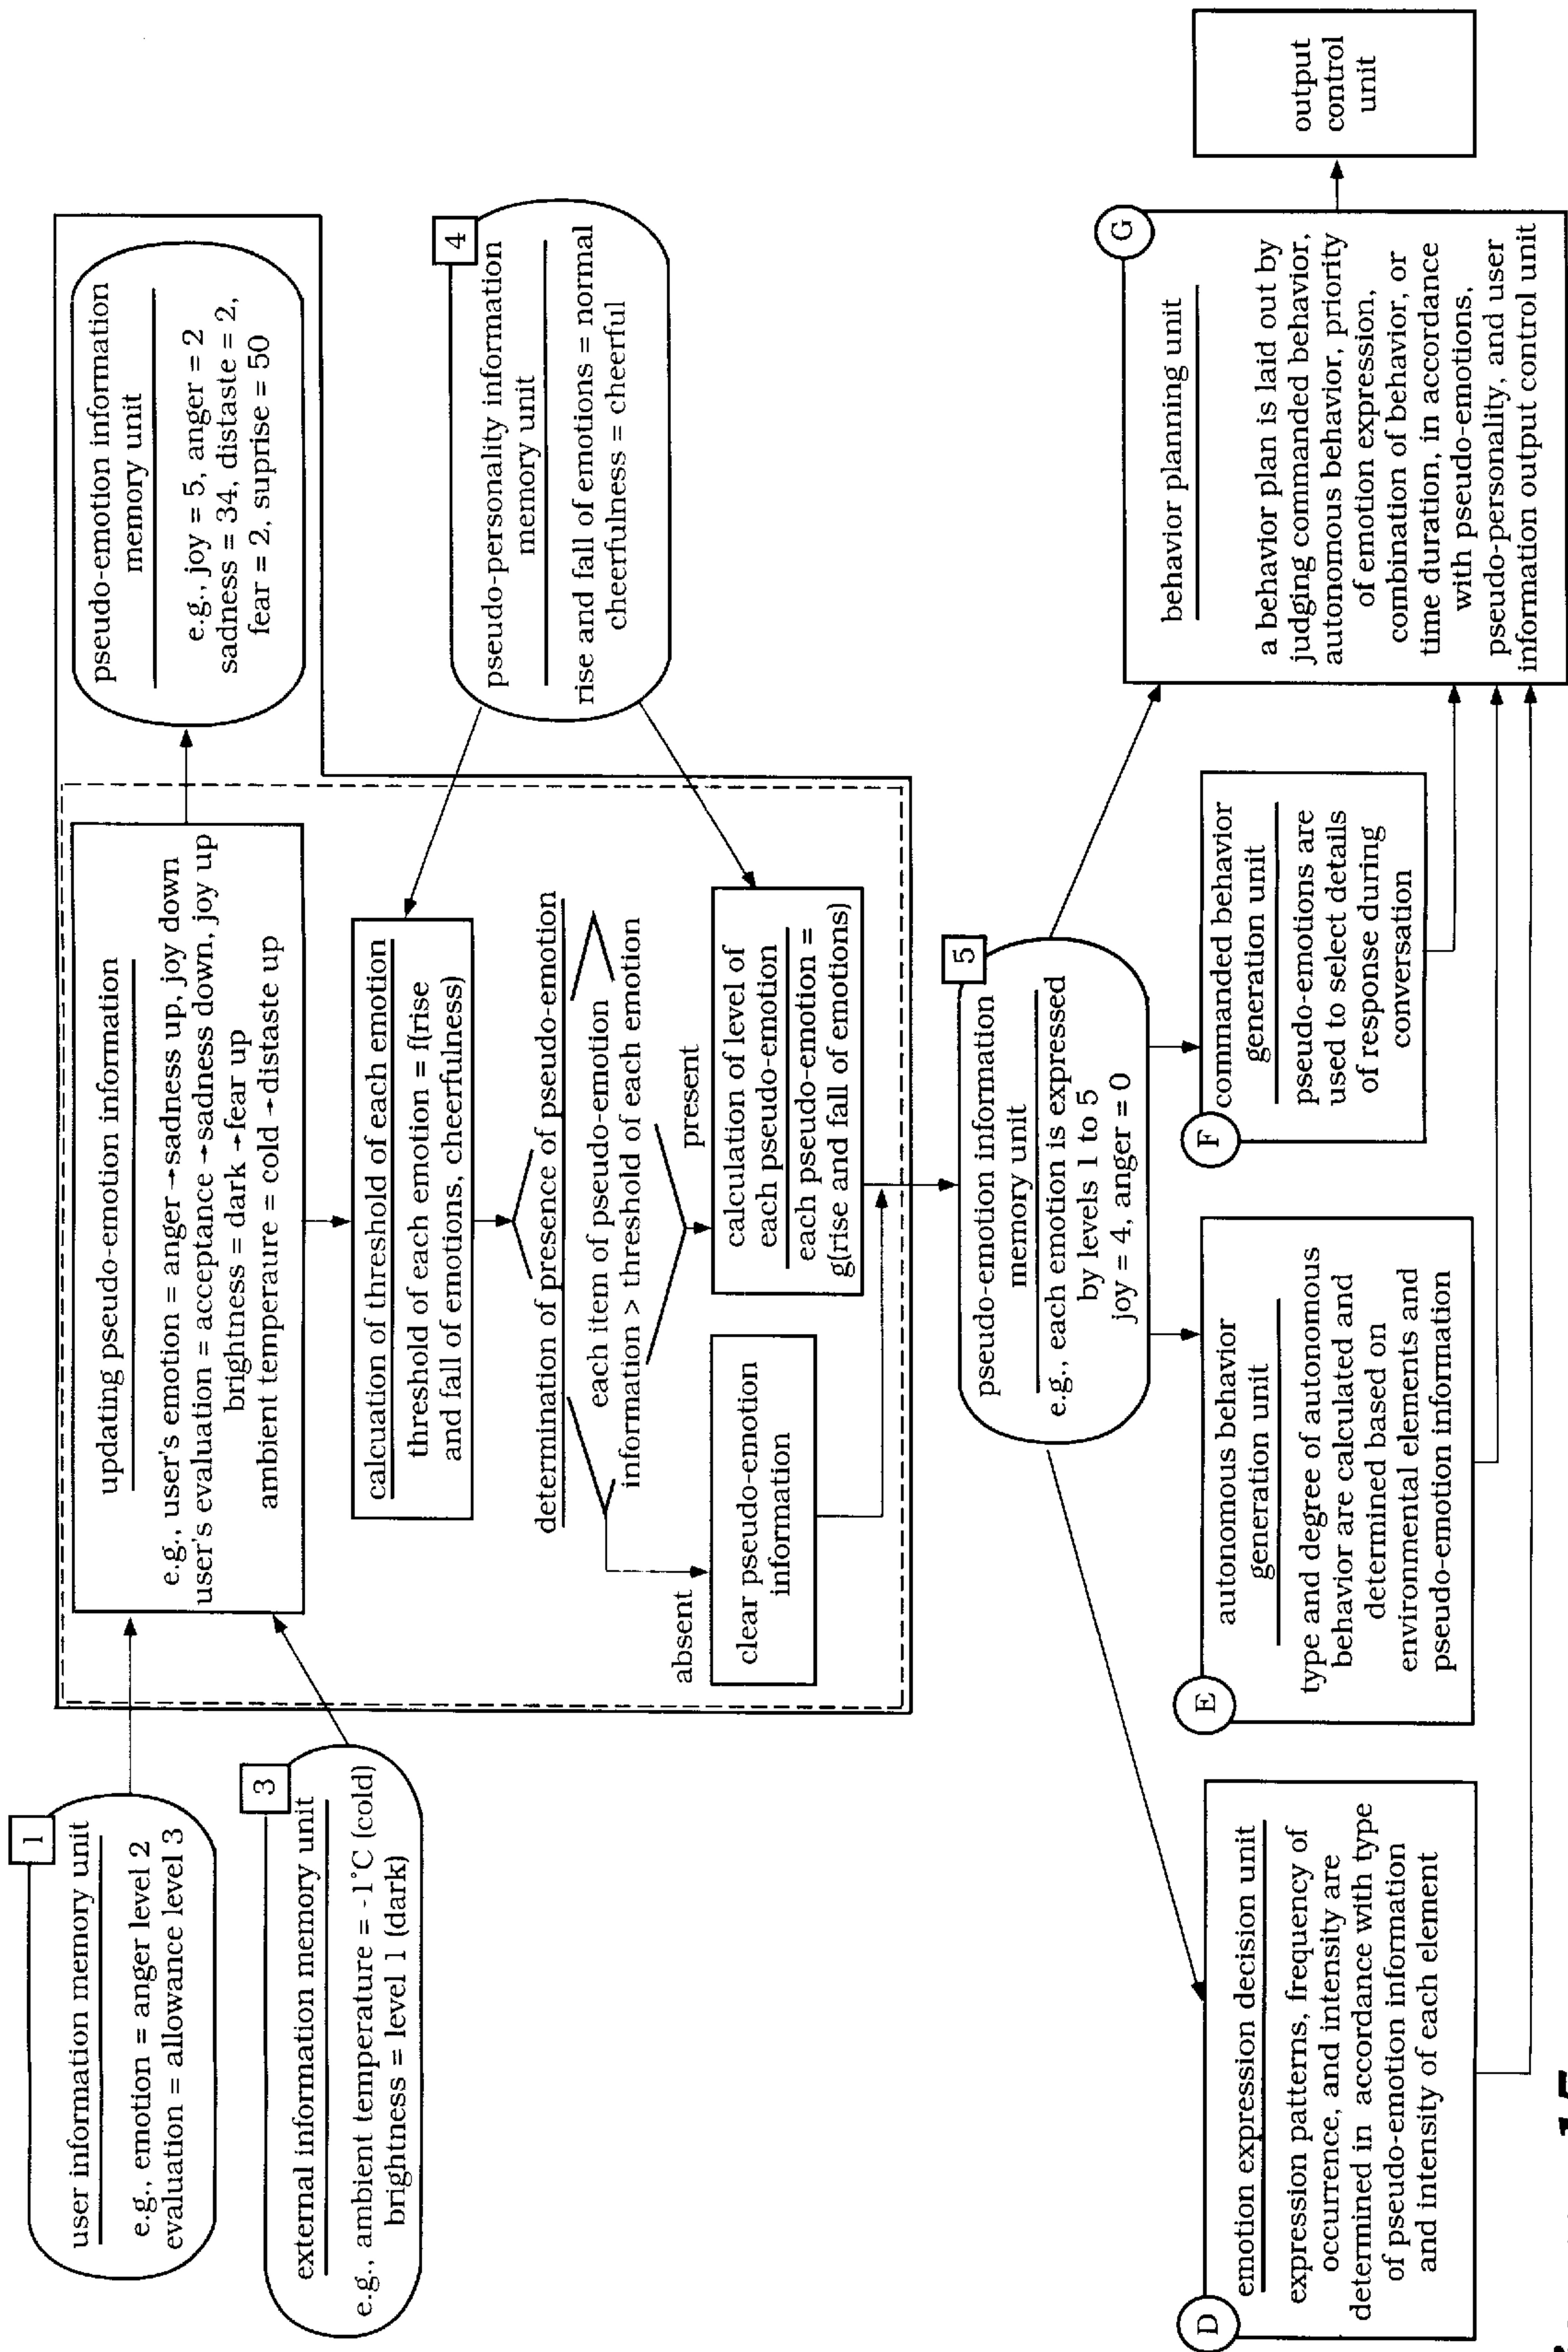 1
user information memory unit
e.g., emotion = anger level 2
evaluation = allowance level 3
3
external information memory unit
e.g., ambient temperature = -1°C (cold)
brightness = level 1 (dark)
updating pseudo-emotion information
e.g., user's emotion = anger→sadness up, joy down
user's evaluation = acceptance→sadness down, joy up
brightness = dark→fear up
ambient temperaure = cold→distaste up
pseudo-emotion information
memory unit
e.g., joy = 5, anger = 2
sadness = 34, distaste = 2,
fear = 2, suprise = 50
calcuation of threshold of each emotion
threshold of each emotion = f(rise
and fall of emotions, cheerfulness)
4
pseudo-personality information
memory unit
rise and fall of emotions = normal
cheerfulness = cheerful
determination of presence of pseudo-emotion
each item of pseudo-emotion
information > threshold of each emotion
absent
present
clear pseudo-emotion
information
calculation of level of
each pseudo-emotion
each pseudo-emotion =
g(rise and fall of emotions)
5
pseudo-emotion information
memory unit
e.g., each emotion is expressed
by levels 1 to 5
joy = 4, anger = 0
D
emotion expression decision unit
expression patterns, frequency of
occurrence, and intensity are
determined in accordance with type
of pseudo-emotion information
and intensity of each element
E
autonomous behavior
generation unit
type and degree of autonomous
behavior are calculated and
determined based on
environmental elements and
pseudo-emotion information
F
commanded behavior
generation unit
pseudo-emotions are
used to select details
of response during
conversation
G
behavior planning unit
a behavior plan is laid out by
judging commanded behavior,
autonomous behavior, priority
of emotion expression,
combination of behavior, or
time duration, in accordance
with pseudo-emotions,
pseudo-personality, and user
information output control unit
output
control
unit